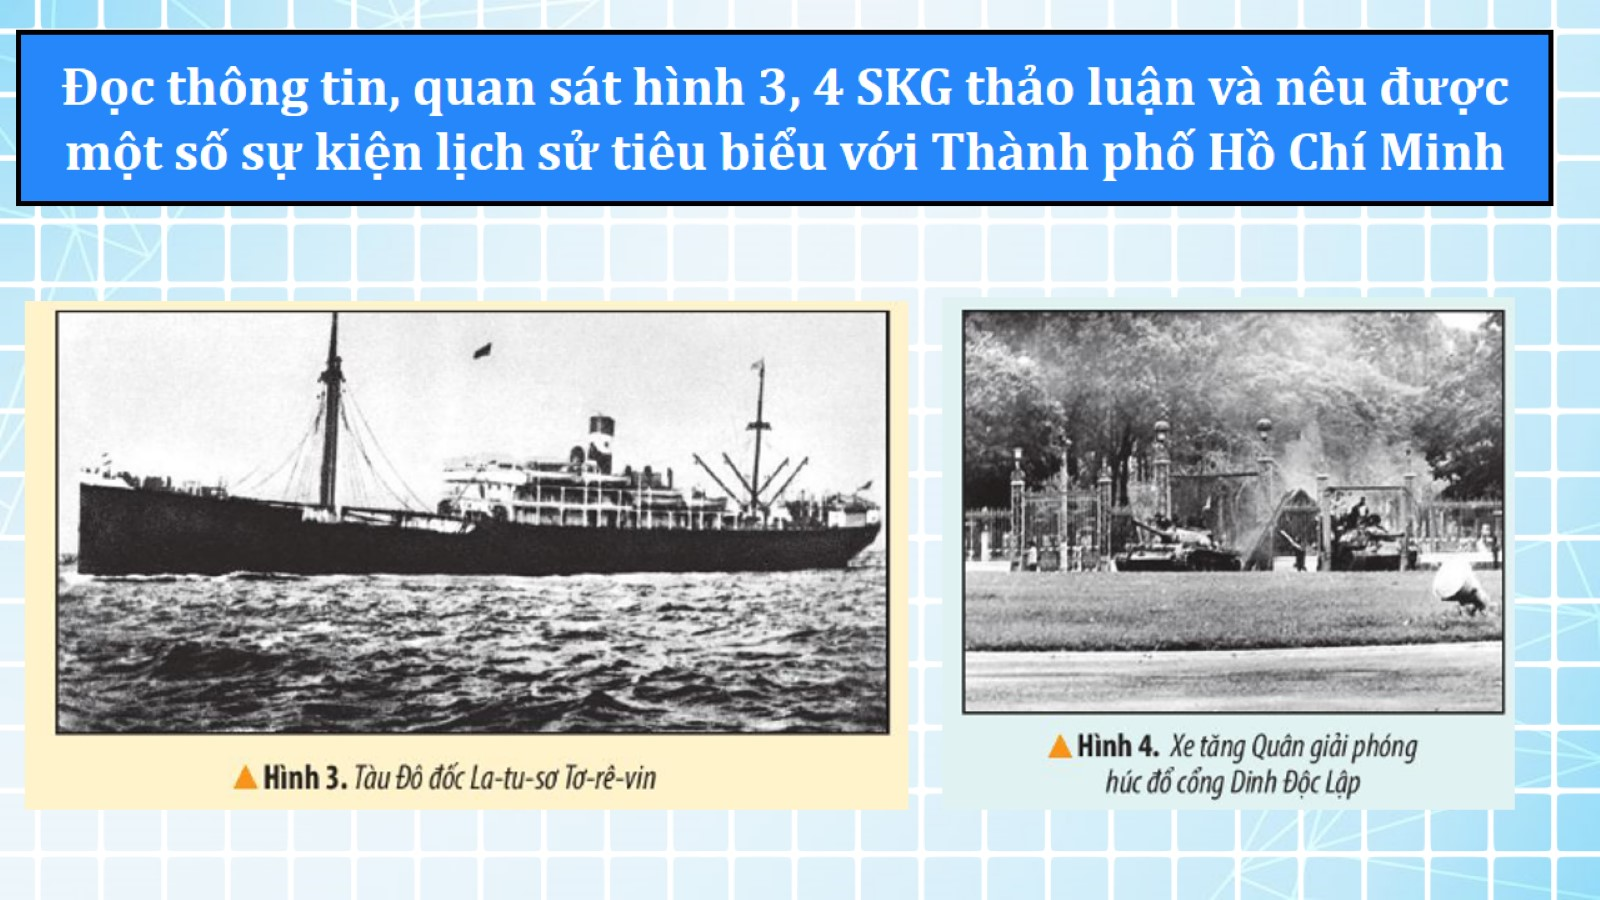 Đọc thông tin, quan sát hình 3, 4 SKG thảo luận và nêu được
một số sự kiện lịch sử tiêu biểu với Thành phố Hồ Chí Minh
Hình 3. Tàu Đô đốc La-tu-sơ Tơ-rê-vin
Hình 4. Xe tăng Quân giải phóng
húc đổ cổng Dinh Độc Lập